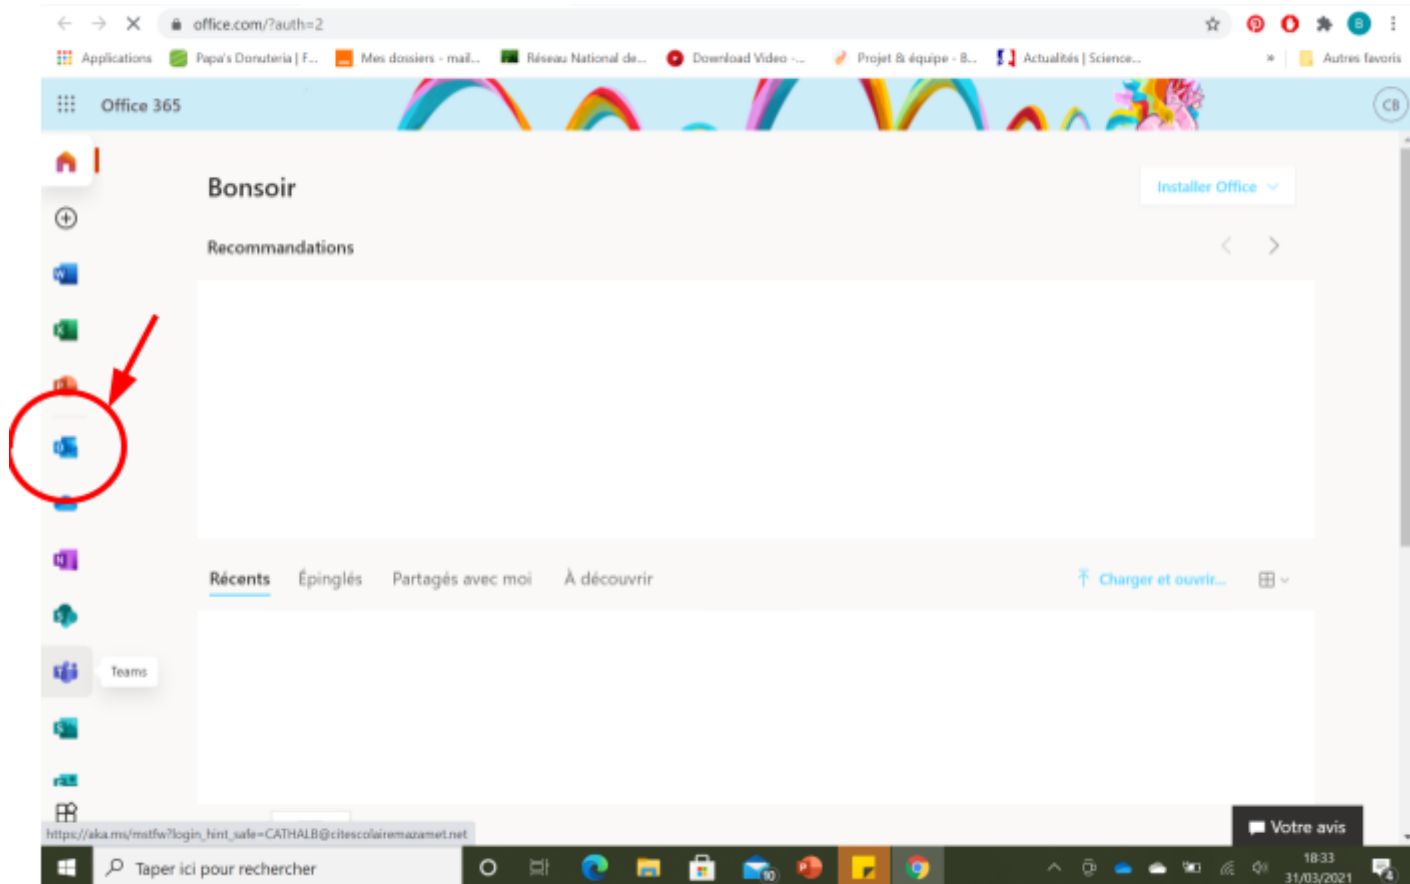 office.com/?auth=2
Applications Papa's Donuteria | F... Mes dossiers - mail... Réseau National de... Download Video -... Projet & équipe - B... Actualités | Science... » Autres favoris
Office 365 CB
Bonsoir Installer Office
Recommandations
Récents Épinglés Partagés avec moi À découvrir Charger et ouvrir...
Teams
https://aka.ms/mstfw?login_hint_safe=CATHALB@citescolairemazamet.net
Votre avis
Taper ici pour rechercher
18:33
31/03/2021